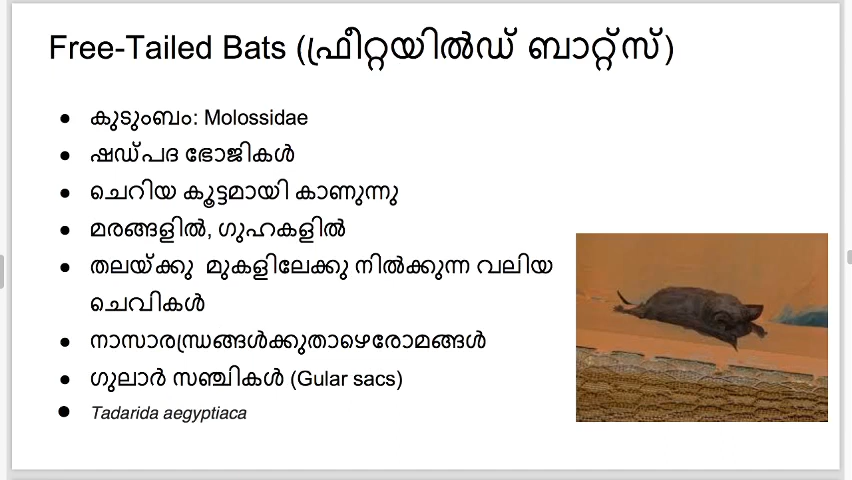 Free-Tailed Bats (ഫ്രീറ്റയിൽഡ് ബാറ്റ്സ്)
● കുടുംബം: Molossidae
● ഷഡ്പദ ഭോജികൾ
● ചെറിയ കൂട്ടമായി കാണുന്നു
● മരങ്ങളിൽ, ഗുഹകളിൽ
● തലയ്ക്കു മുകളിലേക്കു നിൽക്കുന്ന വലിയ
ചെവികൾ
● നാസാരന്ധ്രങ്ങൾക്കുതാഴെരോമങ്ങൾ
● ഗുലാർ സഞ്ചികൾ (Gular sacs)
● Tadarida aegyptiaca